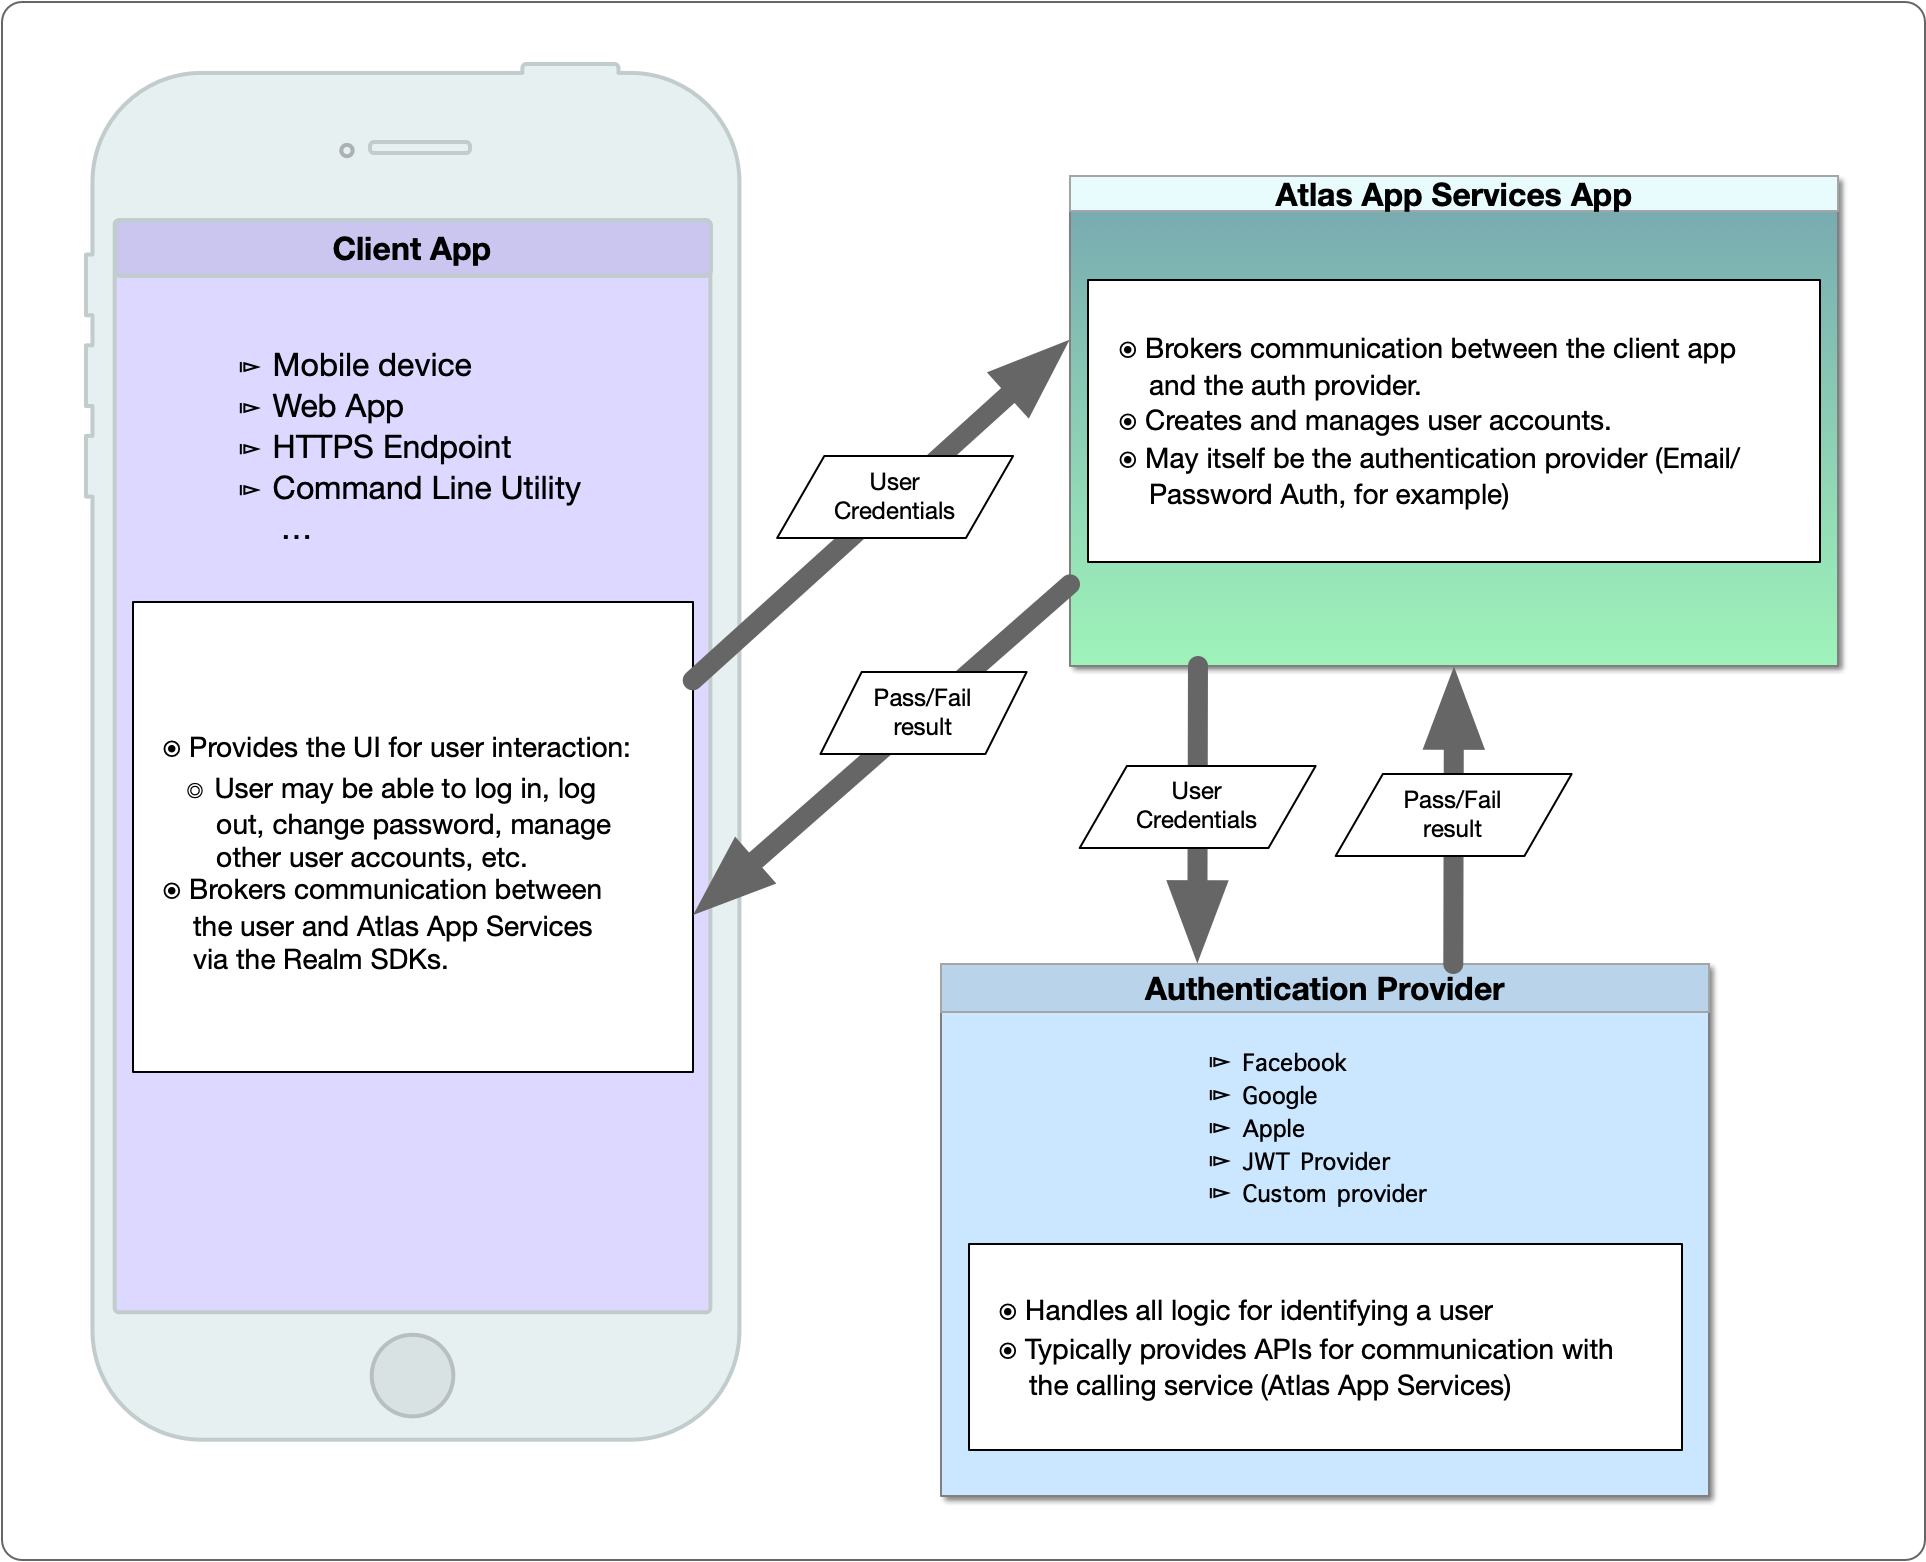 Client App
Mobile device
Web App
HTTPS Endpoint
Command Line Utility
...
Provides the UI for user interaction:
User may be able to log in, log
out, change password, manage
other user accounts, etc.
Brokers communication between
the user and Atlas App Services
via the Realm SDKs.
User
Credentials
Pass/Fail
result
Atlas App Services App
Brokers communication between the client app
and the auth provider.
Creates and manages user accounts.
May itself be the authentication provider (Email/
Password Auth, for example)
User
Credentials
Pass/Fail
result
Authentication Provider
Facebook
Google
Apple
JWT Provider
Custom provider
Handles all logic for identifying a user
Typically provides APIs for communication with
the calling service (Atlas App Services)